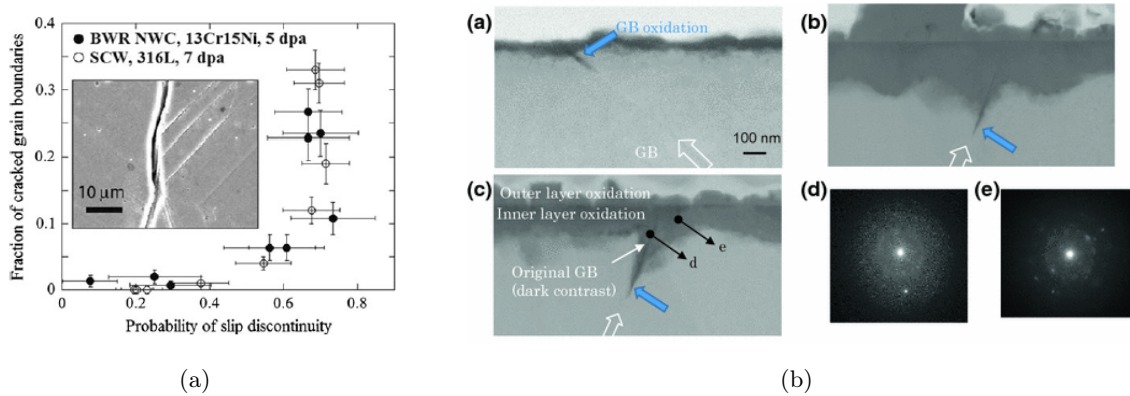 BWR NWC, 13Cr15Ni, 5 dpa
SCW, 316L, 7 dpa
0.4
0.3
0.2
0.1
0
Fraction of cracked grain boundaries
10 μm
0 0.2 0.4 0.6 0.8
Probability of slip discontinuity
(a)
(a)
GB oxidation
GB
100 nm
(b)
(c)
Outer layer oxidation
Inner layer oxidation
e
d
Original GB
(dark contrast)
(d)
(e)
(b)